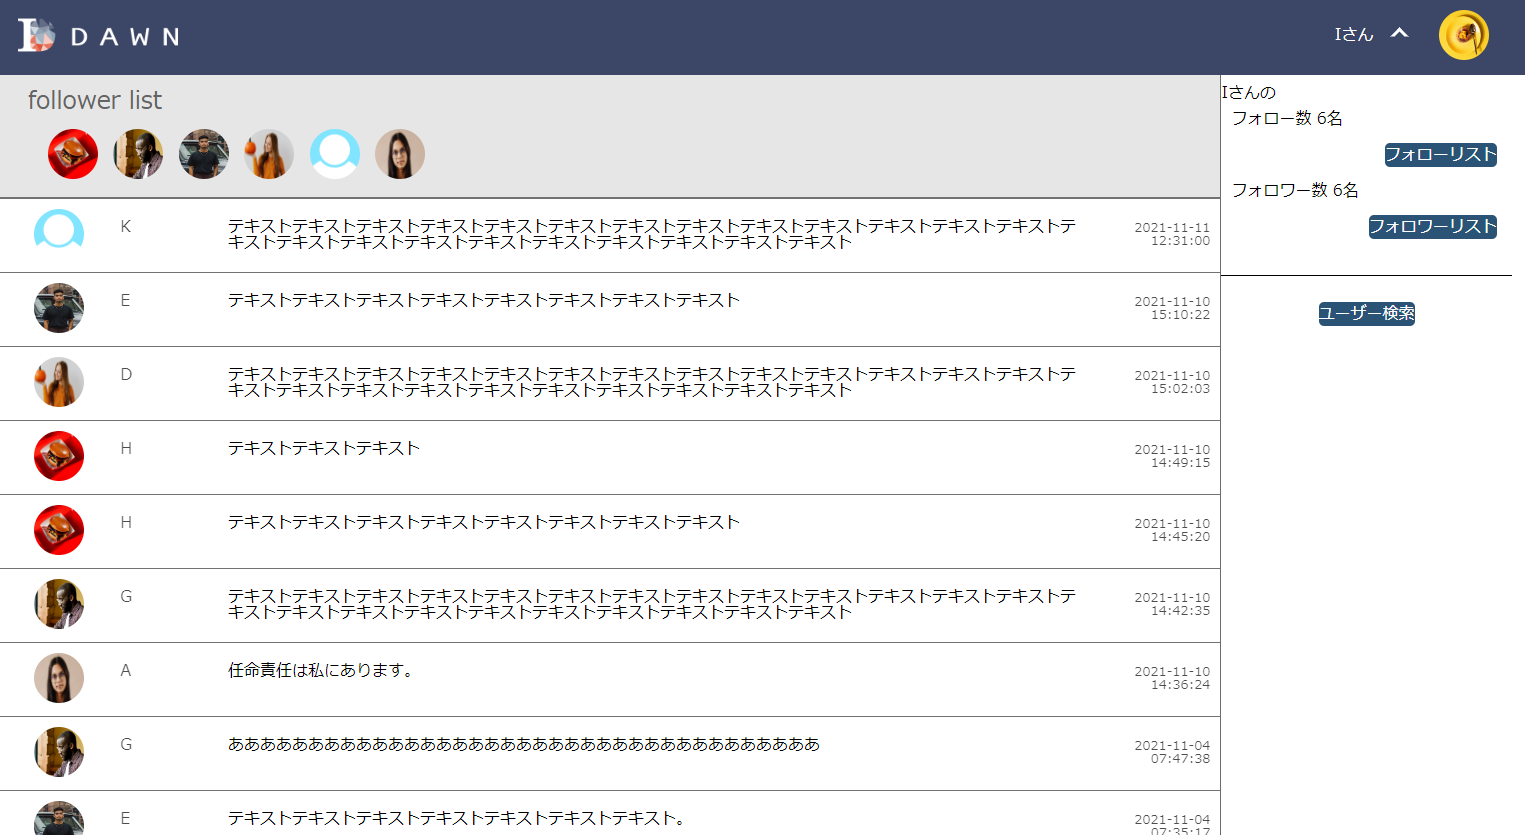 I DAWN
Iさん
follower list
K
テキストテキストテキストテキストテキストテキストテキストテキストテキストテキストテキストテキストテキストテ
キストテキストテキストテキストテキストテキストテキストテキストテキストテキスト
2021-11-11
12:31:00
E
テキストテキストテキストテキストテキストテキストテキストテキスト
2021-11-10
15:10:22
D
テキストテキストテキストテキストテキストテキストテキストテキストテキストテキストテキストテキストテキストテ
キストテキストテキストテキストテキストテキストテキストテキストテキストテキスト
2021-11-10
15:02:03
H
テキストテキストテキスト
2021-11-10
14:49:15
H
テキストテキストテキストテキストテキストテキストテキストテキスト
2021-11-10
14:45:20
G
テキストテキストテキストテキストテキストテキストテキストテキストテキストテキストテキストテキストテキストテ
キストテキストテキストテキストテキストテキストテキストテキストテキストテキスト
2021-11-10
14:42:35
A
任命責任は私にあります。
2021-11-10
14:36:24
G
あああああああああああああああああああああああああああああああああああああ
2021-11-04
07:47:38
E
テキストテキストテキストテキストテキストテキストテキスト。
2021-11-04
07:35:17
Iさんの
フォロー数 6名
フォローリスト
フォロワー数 6名
フォロワーリスト
ユーザー検索